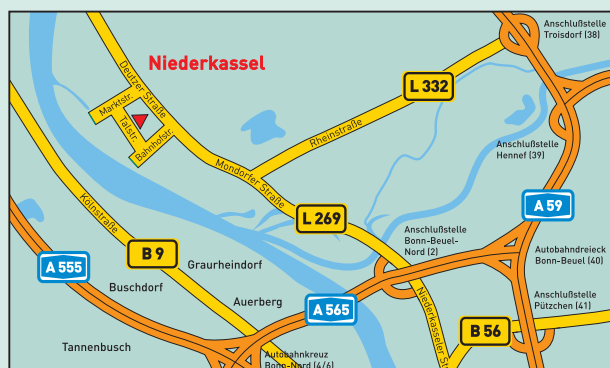 Anschlußstelle
Troisdorf (38)
Niederkassel
Deutzer Straße
L 332
Marktstr.
Talstr.
Bahnhofstr.
Rheinstraße
Anschlußstelle
Hennef (39)
Mondorfer Straße
Kölnstraße
A 59
L 269
Anschlußstelle
Bonn-Beuel-
Nord (2)
B 9
Autobahndreieck
Bonn-Beuel (40)
A 555
Graurheindorf
Buschdorf
Anschlußstelle
Pützchen (41)
Auerberg
A 565
Niederkasseler Str
B 56
Tannenbusch
Autobahnkreuz
Bonn-Nord (4/6)